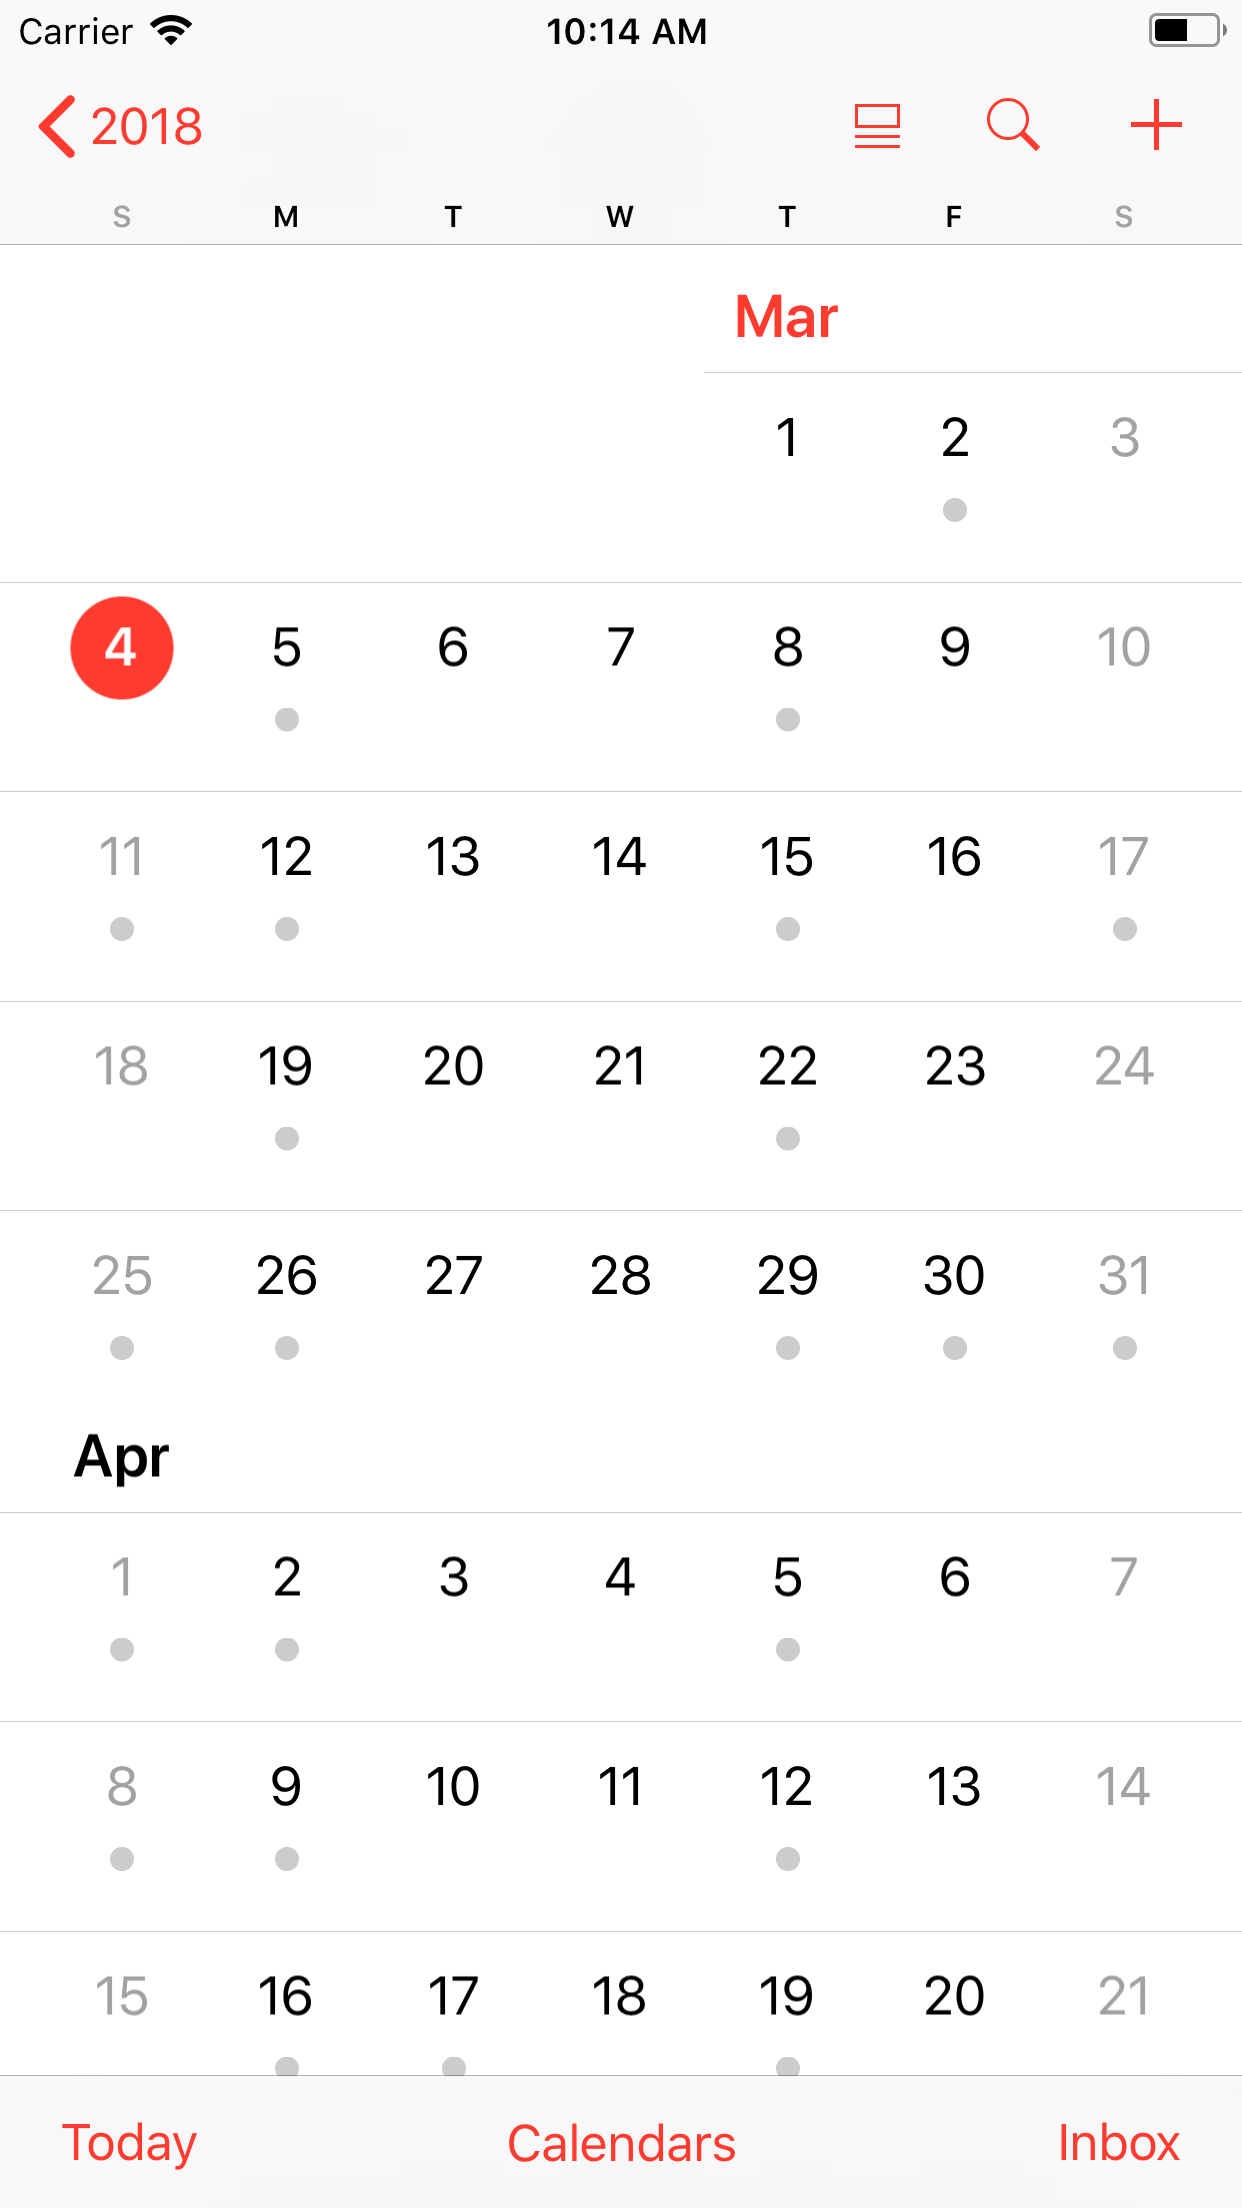 Carrier 10:14 AM
2018
S M T W T F S
Mar
1 2 3
4 5 6 7 8 9 10
11 12 13 14 15 16 17
18 19 20 21 22 23 24
25 26 27 28 29 30 31
Apr
1 2 3 4 5 6 7
8 9 10 11 12 13 14
15 16 17 18 19 20 21
Today Calendars Inbox